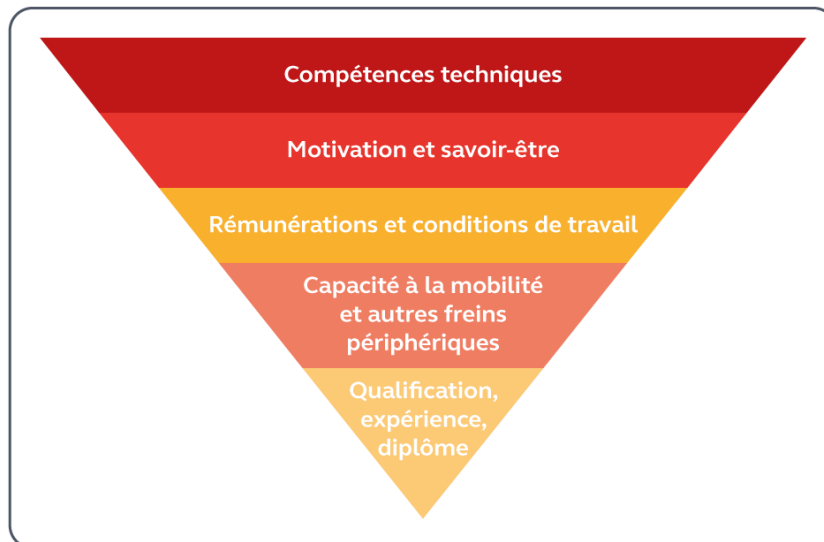 Compétences techniques
Motivation et savoir-être
Rémunérations et conditions de travail
Capacité à la mobilité
et autres freins
périphériques
Qualification,
expérience,
diplôme